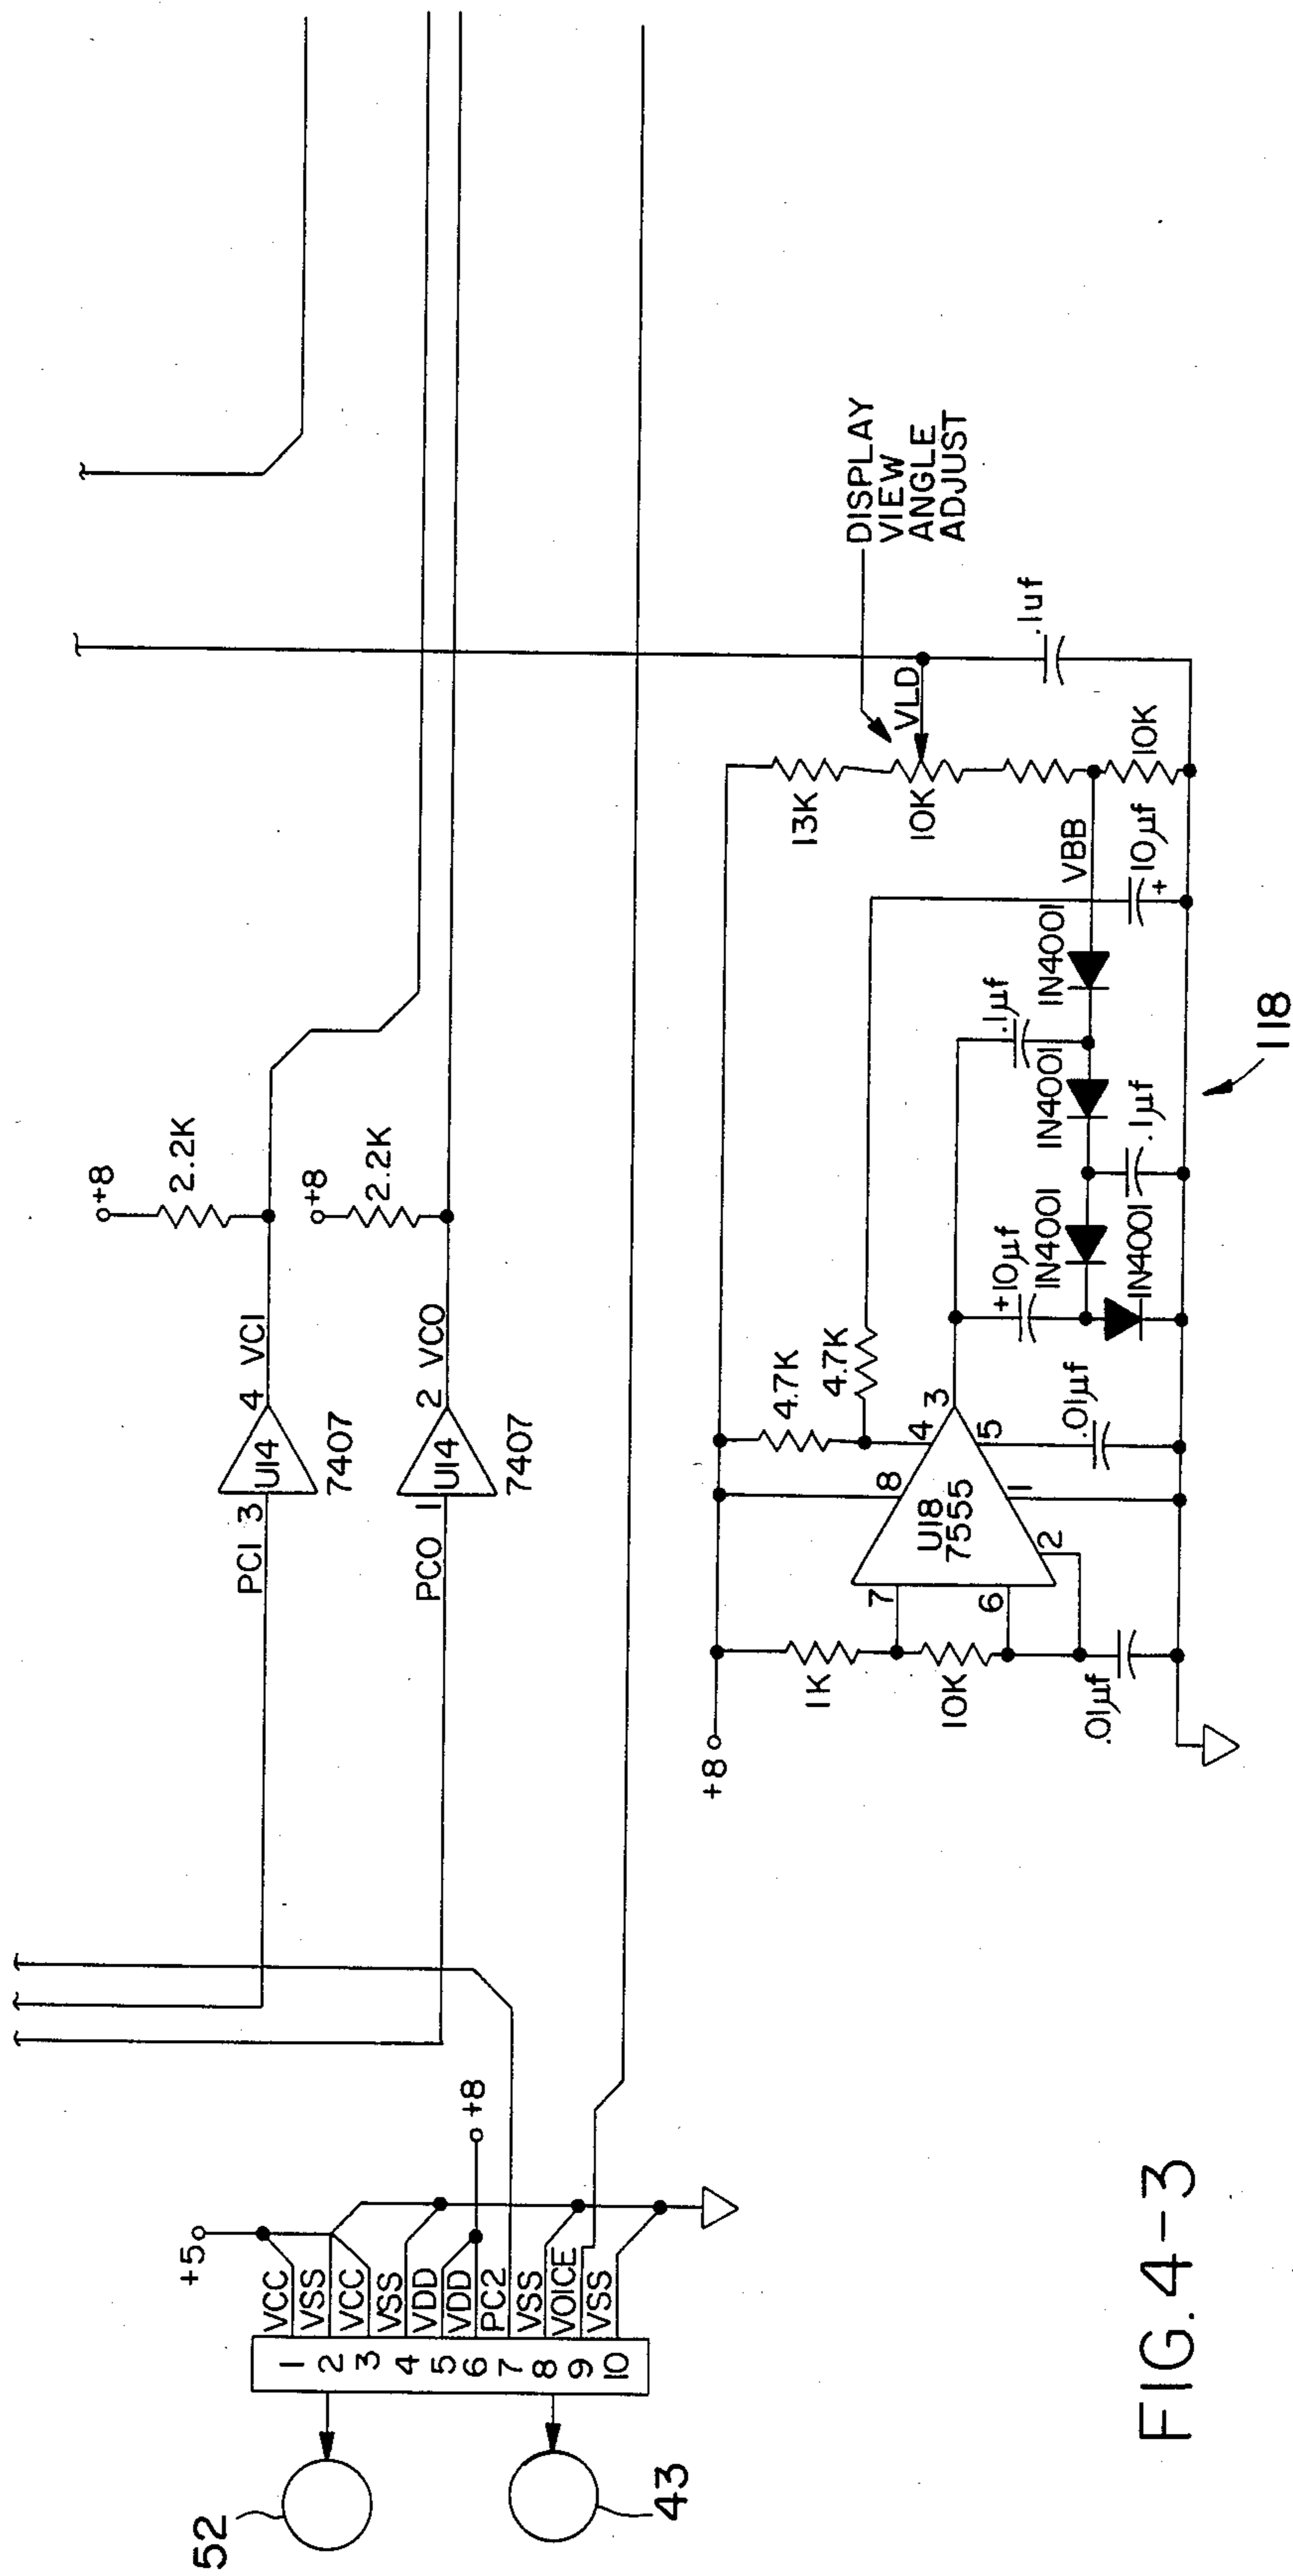 52
43
1
2
3
4
5
6
7
8
9
10
VCC
VSS
VCC
VSS
VDD
VDD
PC2
VSS
VOICE
VSS
+5
+8
PC1 3
U14
7407
4 VC1
+8
2.2K
PC0 1
U14
7407
2 VC0
+8
2.2K
+8
1K
10K
.01µf
7
6
2
U18
7555
8
1
4
5
3
4.7K
4.7K
.01µf
+10µf
1N4001
1N4001
.1µf
1N4001
.1µf
1N4001
VBB
10µf
+
13K
10K
10K
VLD
.1uf
DISPLAY
VIEW
ANGLE
ADJUST
118
FIG. 4-3